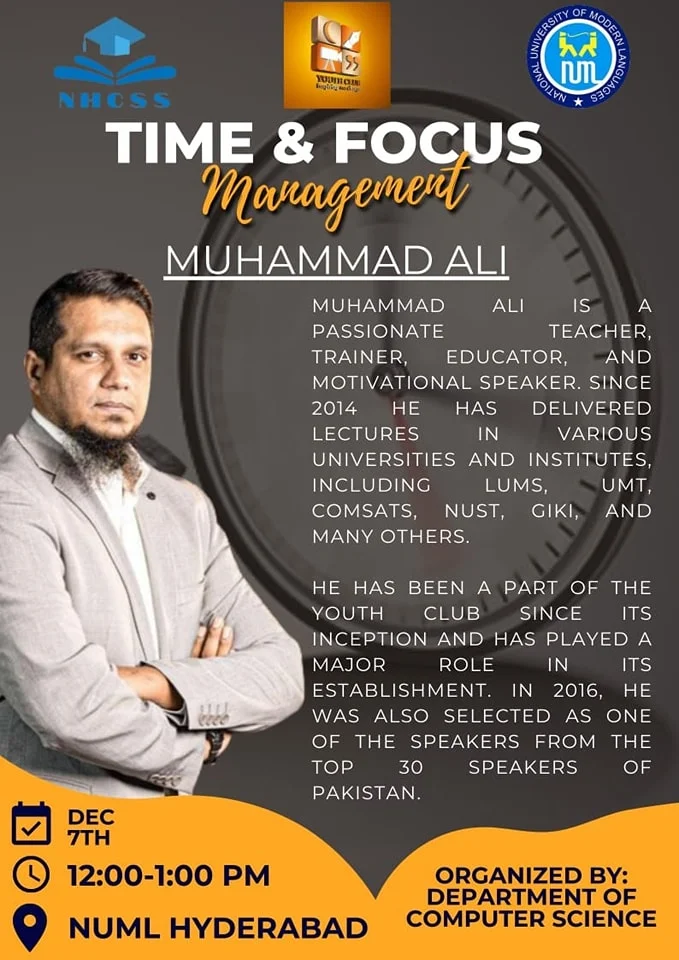 NHCSS
YOUTH CLUB
NATIONAL UNIVERSITY OF MODERN LANGUAGES
NUML
TIME & FOCUS
Management
MUHAMMAD ALI
MUHAMMAD ALI IS A
PASSIONATE TEACHER,
TRAINER, EDUCATOR, AND
MOTIVATIONAL SPEAKER. SINCE
2014 HE HAS DELIVERED
LECTURES IN VARIOUS
UNIVERSITIES AND INSTITUTES,
INCLUDING LUMS, UMT,
COMSATS, NUST, GIKI, AND
MANY OTHERS.
HE HAS BEEN A PART OF THE
YOUTH CLUB SINCE ITS
INCEPTION AND HAS PLAYED A
MAJOR ROLE IN ITS
ESTABLISHMENT. IN 2016, HE
WAS ALSO SELECTED AS ONE
OF THE SPEAKERS FROM THE
TOP 30 SPEAKERS OF
PAKISTAN.
DEC
7TH
12:00-1:00 PM
NUML HYDERABAD
ORGANIZED BY:
DEPARTMENT OF
COMPUTER SCIENCE